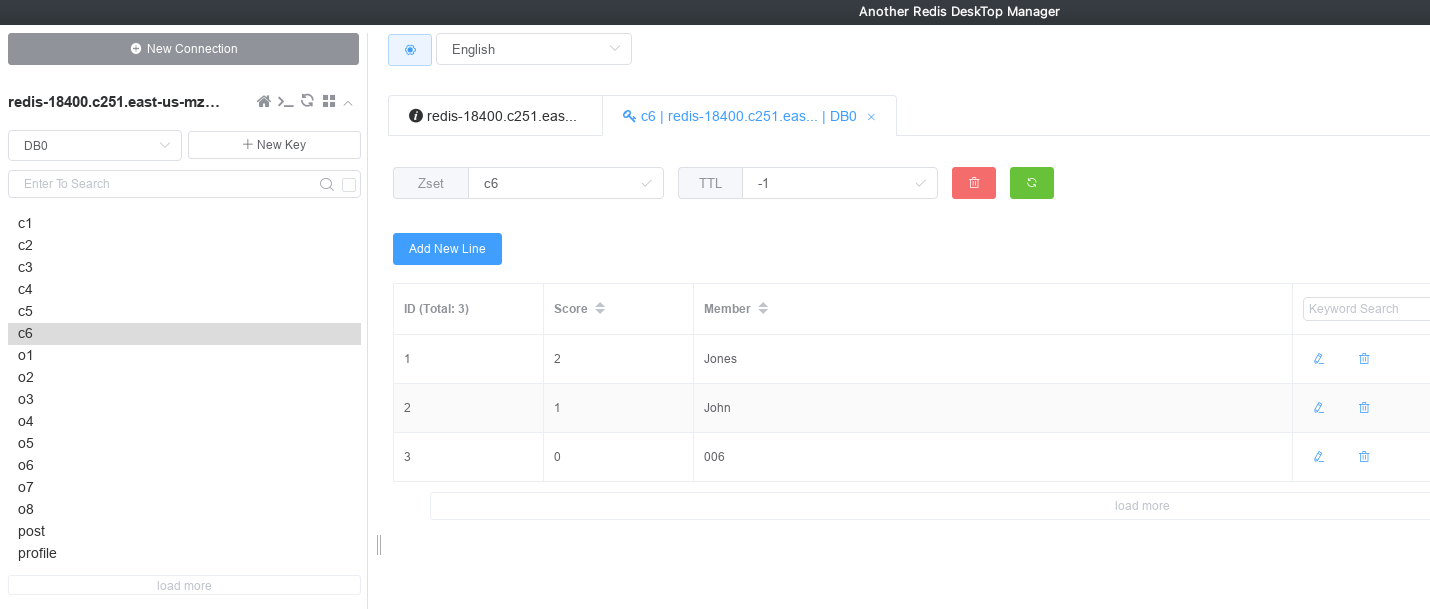 Another Redis DeskTop Manager
New Connection
English
redis-18400.c251.east-us-mz...
redis-18400.c251.eas...
c6 | redis-18400.c251.eas... | DB0
DB0
New Key
Enter To Search
Zset
c6
TTL
-1
c1
c2
c3
c4
c5
c6
o1
o2
o3
o4
o5
o6
o7
o8
post
profile
load more
Add New Line
ID (Total: 3)
Score
Member
Keyword Search
1
2
Jones
2
1
John
3
0
006
load more